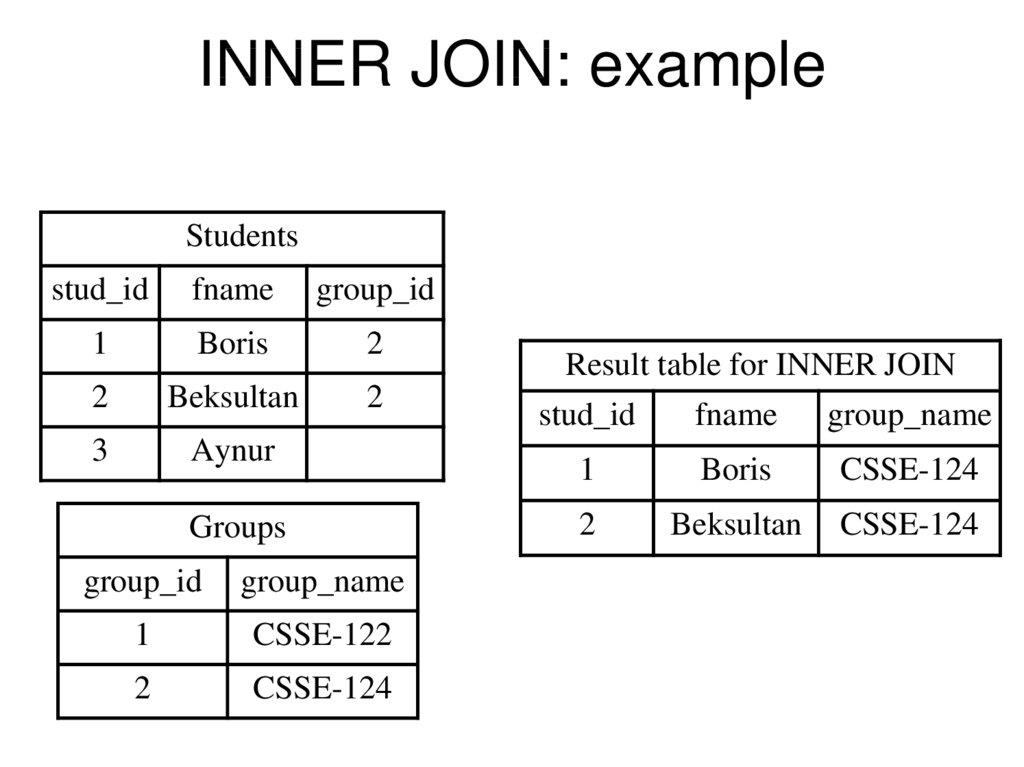 INNER JOIN: example
Students
stud_id fname group_id
1 Boris 2
2 Beksultan 2
3 Aynur
Groups
group_id group_name
1 CSSE-122
2 CSSE-124
Result table for INNER JOIN
stud_id fname group_name
1 Boris CSSE-124
2 Beksultan CSSE-124